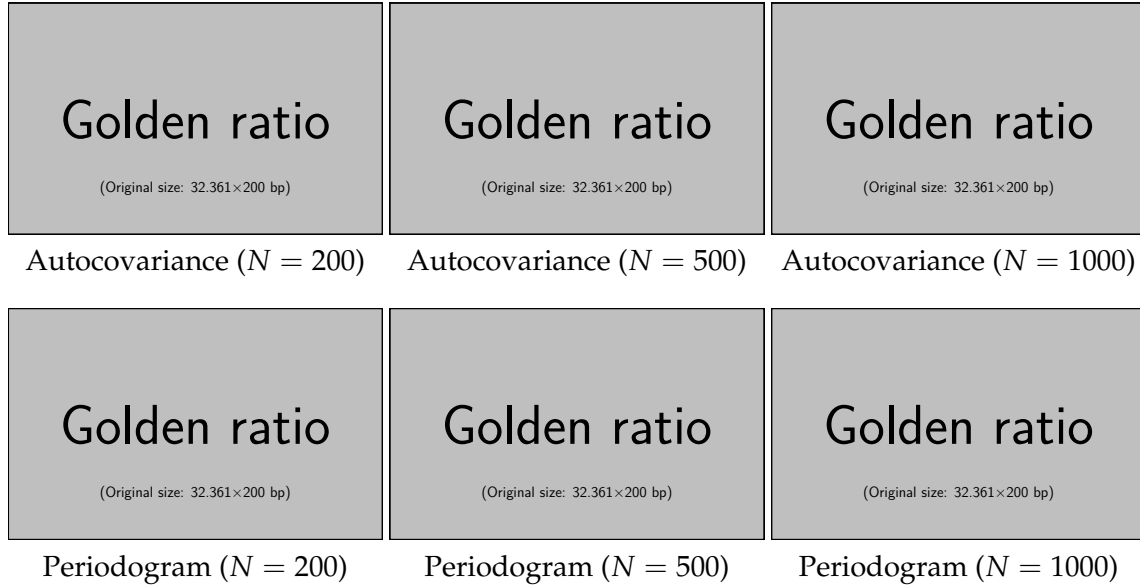 Golden ratio
(Original size: 32.361×200 bp)
Autocovariance (N = 200)
Golden ratio
(Original size: 32.361×200 bp)
Autocovariance (N = 500)
Golden ratio
(Original size: 32.361×200 bp)
Autocovariance (N = 1000)
Golden ratio
(Original size: 32.361×200 bp)
Periodogram (N = 200)
Golden ratio
(Original size: 32.361×200 bp)
Periodogram (N = 500)
Golden ratio
(Original size: 32.361×200 bp)
Periodogram (N = 1000)